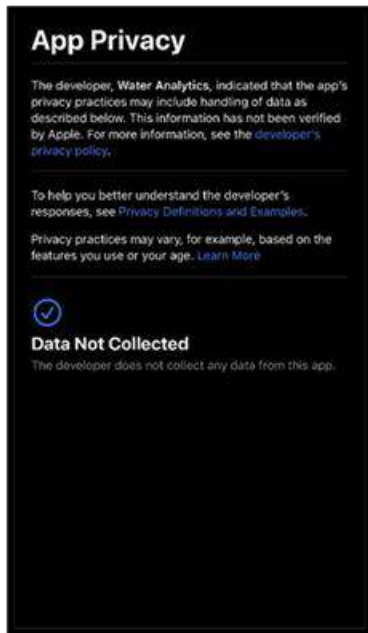 App Privacy
The developer, Water Analytics, indicated that the app's
privacy practices may include handling of data as
described below. This information has not been verified
by Apple. For more information, see the developer's
privacy policy.
To help you better understand the developer's
responses, see Privacy Definitions and Examples.
Privacy practices may vary, for example, based on the
features you use or your age. Learn More
Data Not Collected
The developer does not collect any data from this app.